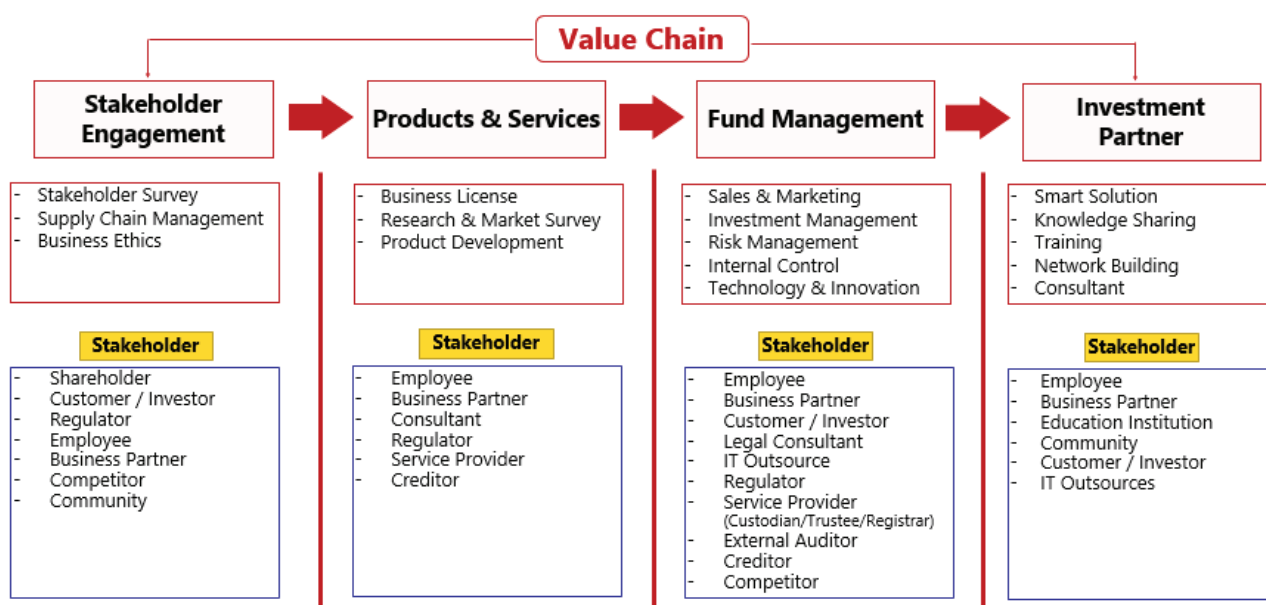 Value Chain
Stakeholder
Engagement
Products & Services
Fund Management
Investment
Partner
- Stakeholder Survey
- Supply Chain Management
- Business Ethics
- Business License
- Research & Market Survey
- Product Development
- Sales & Marketing
- Investment Management
- Risk Management
- Internal Control
- Technology & Innovation
- Smart Solution
- Knowledge Sharing
- Training
- Network Building
- Consultant
Stakeholder
- Shareholder
- Customer / Investor
- Regulator
- Employee
- Business Partner
- Competitor
- Community
Stakeholder
- Employee
- Business Partner
- Consultant
- Regulator
- Service Provider
- Creditor
Stakeholder
- Employee
- Business Partner
- Customer / Investor
- Legal Consultant
- IT Outsource
- Regulator
- Service Provider
(Custodian/Trustee/Registrar)
- External Auditor
- Creditor
- Competitor
Stakeholder
- Employee
- Business Partner
- Education Institution
- Community
- Customer / Investor
- IT Outsources